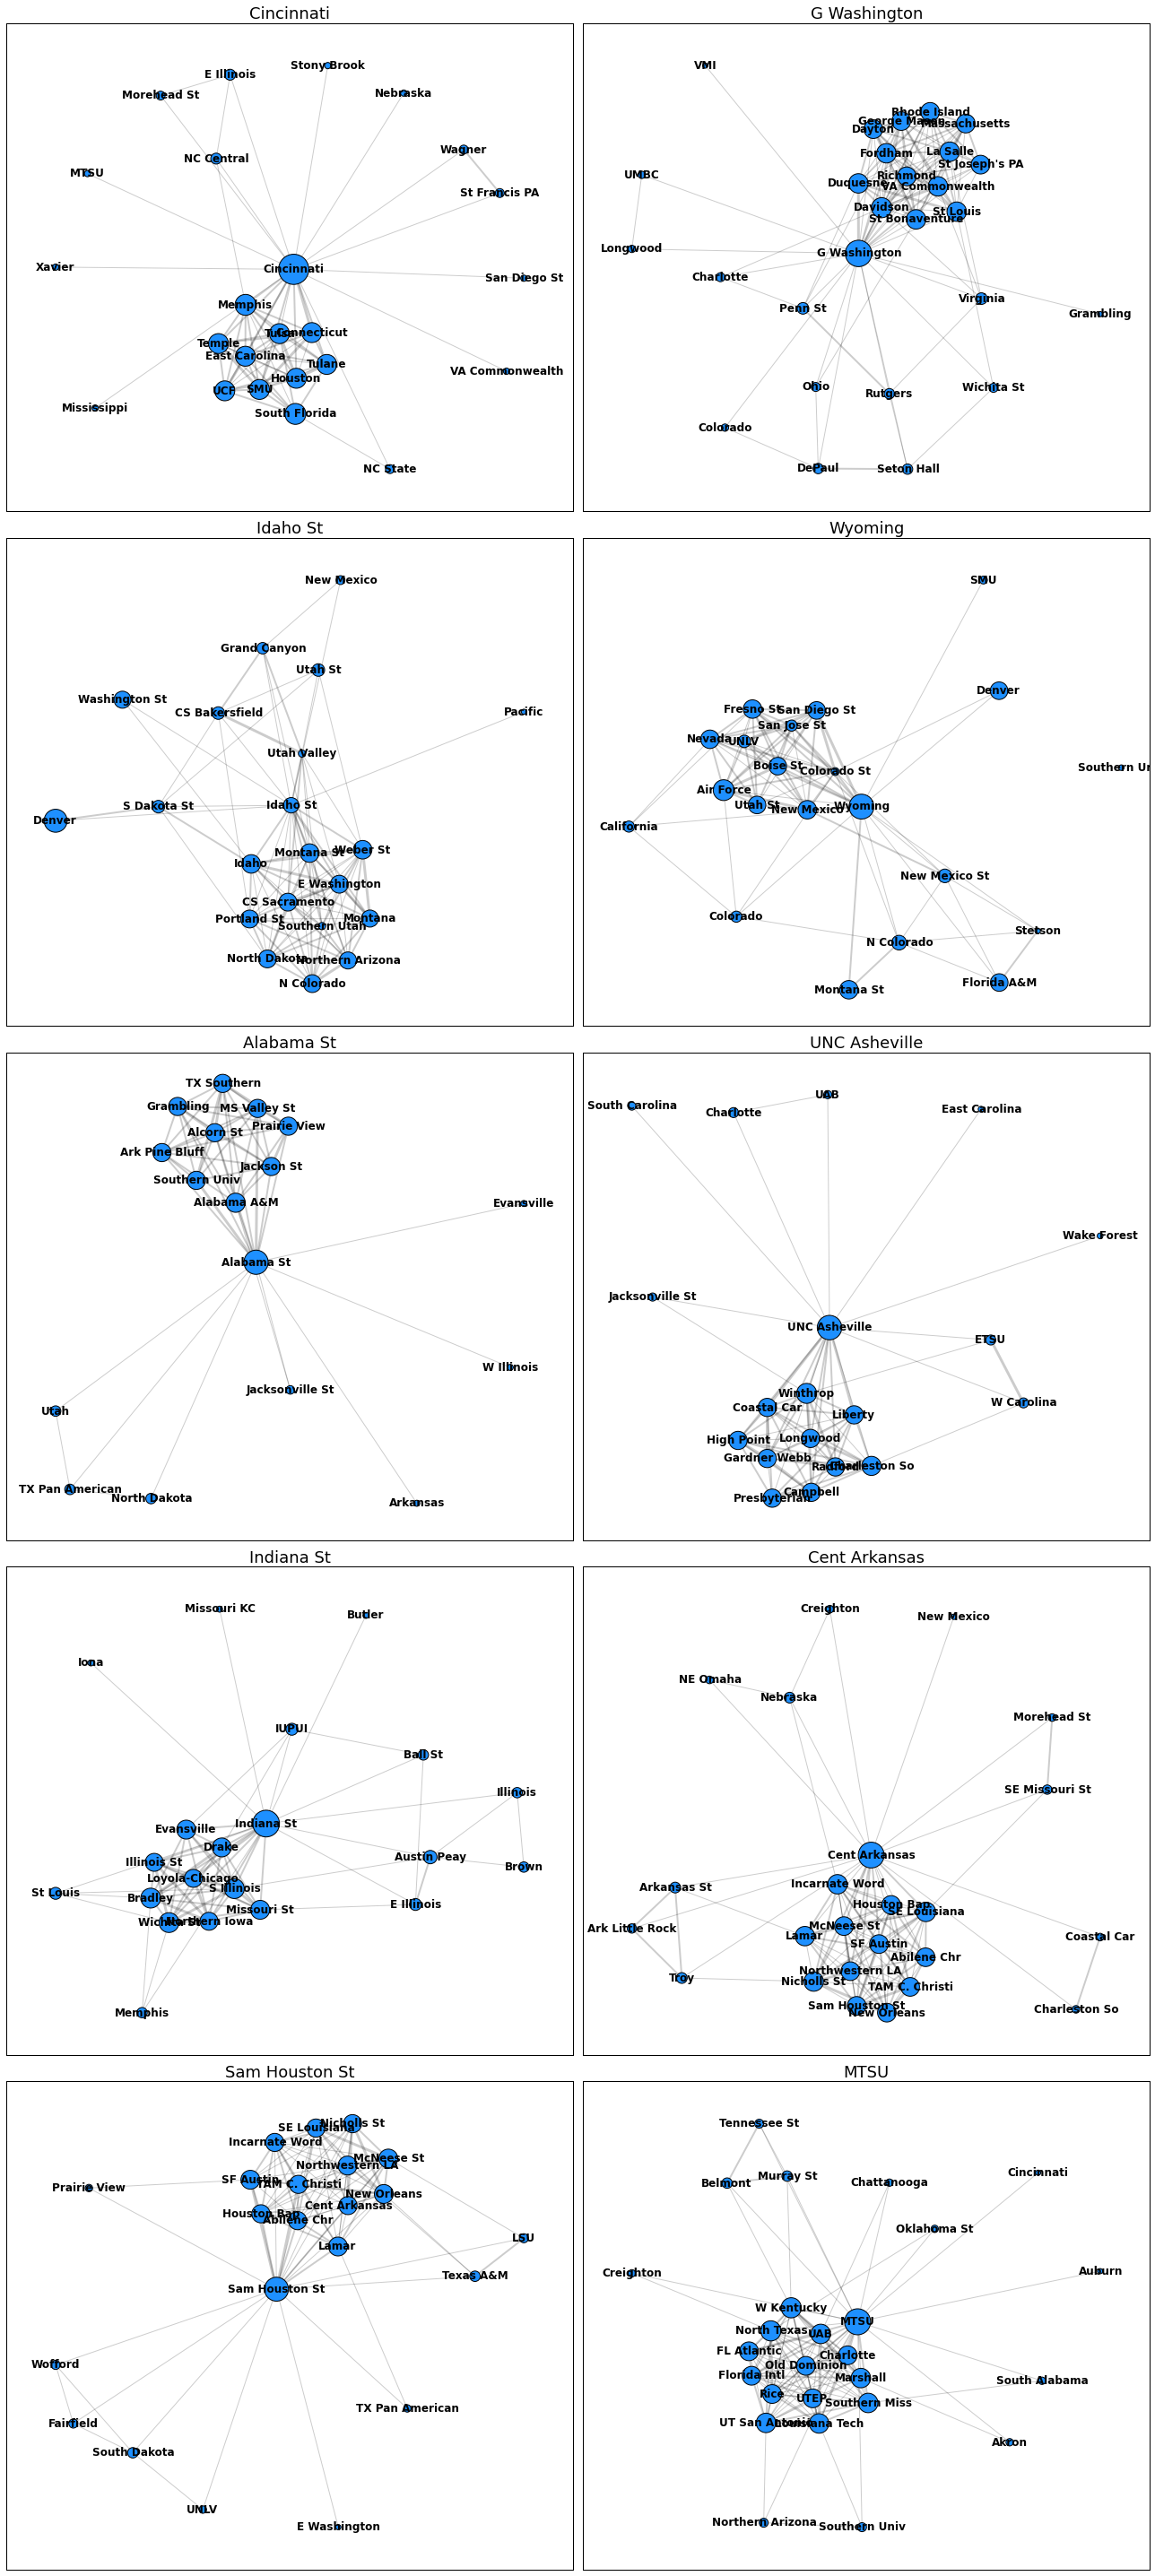 Cincinnati
Stony Brook
E Illinois
Nebraska
Morehead St
Wagner
NC Central
MTSU
St Francis PA
Xavier
Cincinnati
San Diego St
Memphis
Tulsa
Connecticut
Temple
East Carolina
Tulane
VA Commonwealth
Houston
UCF
SMU
Mississippi
South Florida
NC State
G Washington
VMI
Rhode Island
George Mason
Massachusetts
Dayton
Fordham
La Salle
St Joseph's PA
UMBC
Richmond
Duquesne
VA Commonwealth
Davidson
St Louis
St Bonaventure
Longwood
G Washington
Charlotte
Virginia
Penn St
Grambling
Ohio
Wichita St
Rutgers
Colorado
DePaul
Seton Hall
Idaho St
New Mexico
Grand Canyon
Utah St
Washington St
CS Bakersfield
Pacific
Utah Valley
S Dakota St
Idaho St
Denver
Montana St
Weber St
Idaho
E Washington
CS Sacramento
Portland St
Montana
Southern Utah
North Dakota
Northern Arizona
N Colorado
Wyoming
SMU
Denver
Fresno St
San Diego St
San Jose St
Nevada
UNLV
Boise St
Colorado St
Southern Un
Air Force
Utah St
New Mexico
Wyoming
California
New Mexico St
Colorado
Stetson
N Colorado
Montana St
Florida A&M
Alabama St
TX Southern
Grambling
MS Valley St
Prairie View
Alcorn St
Ark Pine Bluff
Jackson St
Southern Univ
Alabama A&M
Evansville
Alabama St
W Illinois
Jacksonville St
Utah
TX Pan American
North Dakota
Arkansas
UNC Asheville
UAB
South Carolina
Charlotte
East Carolina
Wake Forest
Jacksonville St
UNC Asheville
ETSU
Winthrop
W Carolina
Coastal Car
Liberty
High Point
Longwood
Gardner Webb
Radford
Charleston So
Presbyterian
Campbell
Indiana St
Missouri KC
Butler
Iona
IUPUI
Ball St
Illinois
Indiana St
Evansville
Drake
Illinois St
Austin Peay
Brown
Loyola-Chicago
S Illinois
St Louis
Bradley
E Illinois
Missouri St
Wichita St
Northern Iowa
Memphis
Cent Arkansas
Creighton
New Mexico
NE Omaha
Nebraska
Morehead St
SE Missouri St
Cent Arkansas
Incarnate Word
Arkansas St
Houston Bap
SE Louisiana
McNeese St
Ark Little Rock
Lamar
SF Austin
Coastal Car
Abilene Chr
Northwestern LA
Troy
Nicholls St
TAM C. Christi
Sam Houston St
New Orleans
Charleston So
Sam Houston St
Nicholls St
SE Louisiana
Incarnate Word
McNeese St
Northwestern LA
SF Austin
TAM C. Christi
Prairie View
New Orleans
Cent Arkansas
Houston Bap
Abilene Chr
LSU
Lamar
Texas A&M
Sam Houston St
Wofford
TX Pan American
Fairfield
South Dakota
UNLV
E Washington
MTSU
Tennessee St
Cincinnati
Murray St
Belmont
Chattanooga
Oklahoma St
Creighton
Auburn
W Kentucky
MTSU
North Texas
UAB
FL Atlantic
Charlotte
Old Dominion
Florida Intl
Marshall
South Alabama
Rice
UTEP
Southern Miss
UT San Antonio
Louisiana Tech
Akron
Northern Arizona
Southern Univ